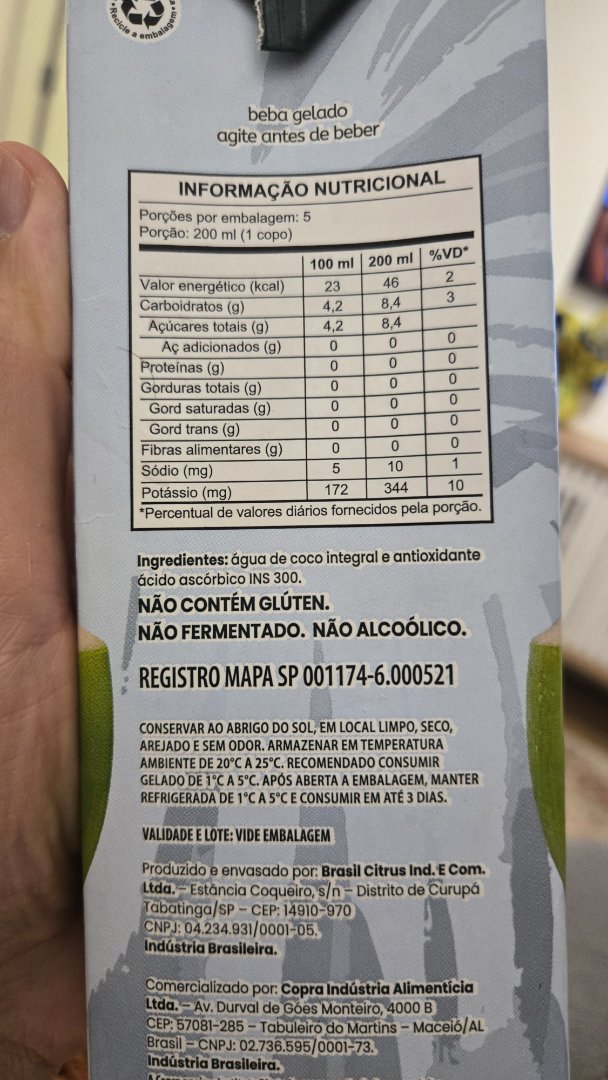 Recicle a embalagem
beba gelado
agite antes de beber
INFORMAÇÃO NUTRICIONAL
Porções por embalagem: 5
Porção: 200 ml (1 copo)
100 ml 200 ml %VD*
Valor energético (kcal) 23 46 2
Carboidratos (g) 4,2 8,4 3
Açúcares totais (g) 4,2 8,4
Aç adicionados (g) 0 0 0
Proteínas (g) 0 0 0
Gorduras totais (g) 0 0 0
Gord saturadas (g) 0 0 0
Gord trans (g) 0 0 0
Fibras alimentares (g) 0 0 0
Sódio (mg) 5 10 1
Potássio (mg) 172 344 10
*Percentual de valores diários fornecidos pela porção.
Ingredientes: água de coco integral e antioxidante
ácido ascórbico INS 300.
NÃO CONTÉM GLÚTEN.
NÃO FERMENTADO. NÃO ALCOÓLICO.
REGISTRO MAPA SP 001174-6.000521
CONSERVAR AO ABRIGO DO SOL, EM LOCAL LIMPO, SECO,
AREJADO E SEM ODOR. ARMAZENAR EM TEMPERATURA
AMBIENTE DE 20°C A 25°C. RECOMENDADO CONSUMIR
GELADO DE 1°C A 5°C. APÓS ABERTA A EMBALAGEM, MANTER
REFRIGERADA DE 1°C A 5°C E CONSUMIR EM ATÉ 3 DIAS.
VALIDADE E LOTE: VIDE EMBALAGEM
Produzido e envasado por: Brasil Citrus Ind. E Com.
Ltda. – Estância Coqueiro, s/n – Distrito de Curupá
Tabatinga/SP – CEP: 14910-970
CNPJ: 04.234.931/0001-05.
Indústria Brasileira.
Comercializado por: Copra Indústria Alimentícia
Ltda. – Av. Durval de Góes Monteiro, 4000 B
CEP: 57081-285 – Tabuleiro do Martins – Maceió/AL
Brasil – CNPJ: 02.736.595/0001-73.
Indústria Brasileira.